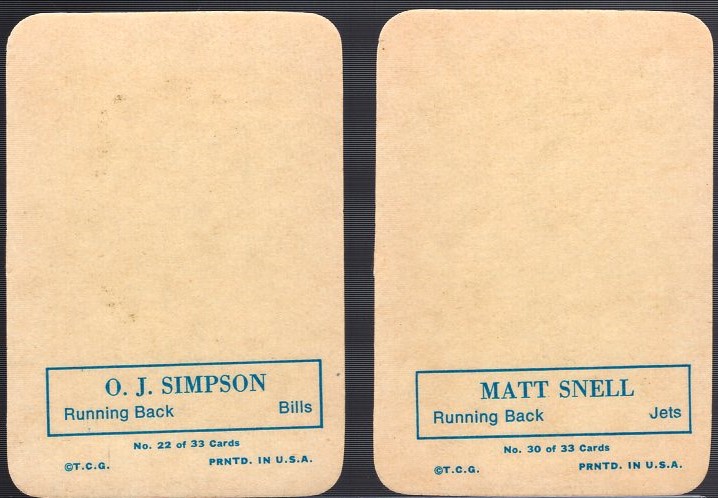 O. J. SIMPSON
Running Back Bills
No. 22 of 33 Cards
©T.C.G. PRNTD. IN U.S.A.
MATT SNELL
Running Back Jets
No. 30 of 33 Cards
©T.C.G. PRNTD. IN U.S.A.